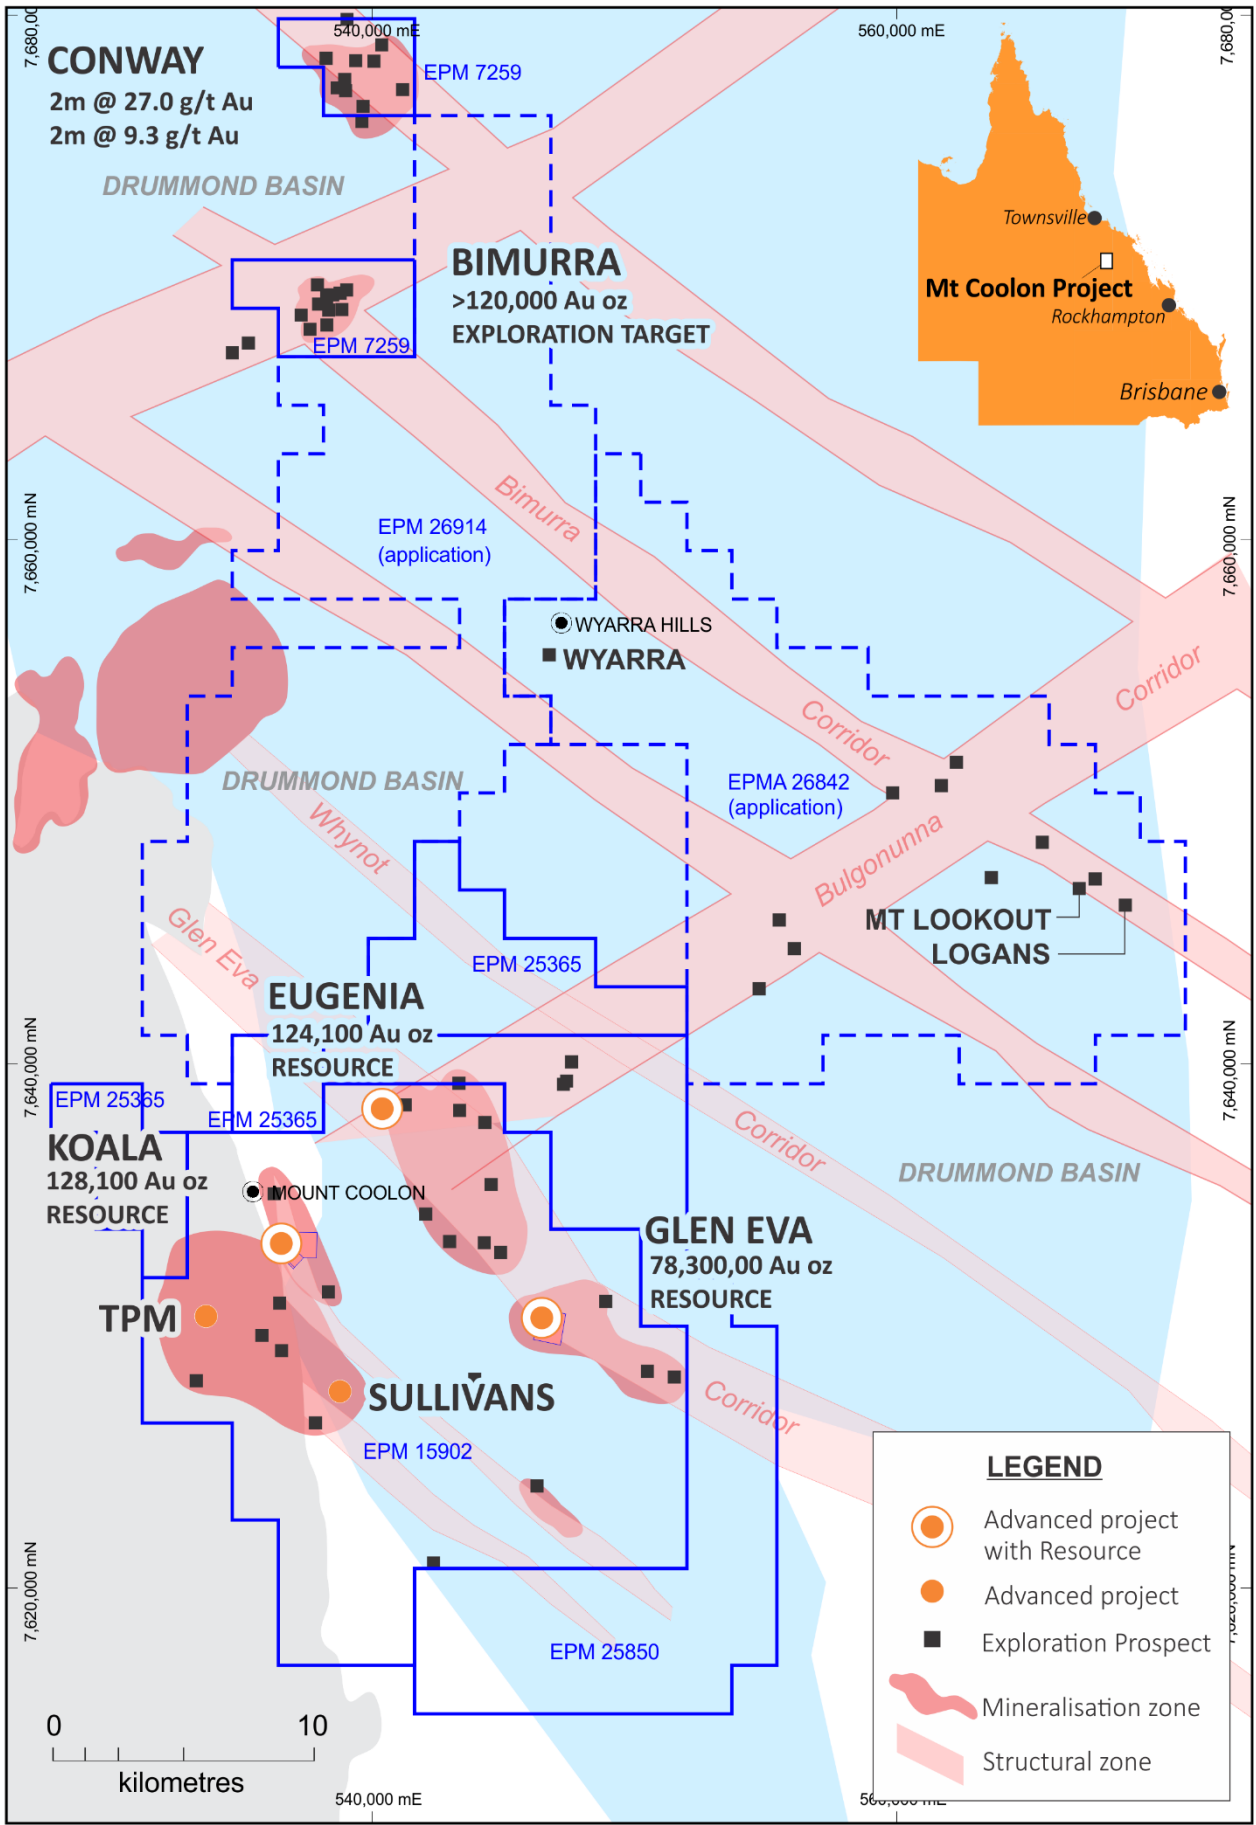 7,680,00
540,000 mE
560,000 mE
7,680,0
CONWAY
2m @ 27.0 g/t Au
2m @ 9.3 g/t Au
EPM 7259
DRUMMOND BASIN
Townsville
Mt Coolon Project
Rockhampton
Brisbane
BIMURRA
>120,000 Au oz
EXPLORATION TARGET
EPM 7259
Bimurra
7,660,000 mN
7,660,000 mN
EPM 26914
(application)
WYARRA HILLS
WYARRA
Corridor
Corridor
DRUMMOND BASIN
EPMA 26842
(application)
Whynot
Bulgonunna
Glen Eva
MT LOOKOUT
LOGANS
EPM 25365
EUGENIA
124,100 Au oz
RESOURCE
7,640,000 mN
7,640,000 mN
EPM 25365
EPM 25365
KOALA
128,100 Au oz
RESOURCE
Corridor
DRUMMOND BASIN
MOUNT COOLON
GLEN EVA
78,300,00 Au oz
RESOURCE
TPM
SULLIVANS
Corridor
EPM 15902
LEGEND
Advanced project
with Resource
Advanced project
Exploration Prospect
Mineralisation zone
Structural zone
7,620,000 mN
EPM 25850
0 10
kilometres
540,000 mE